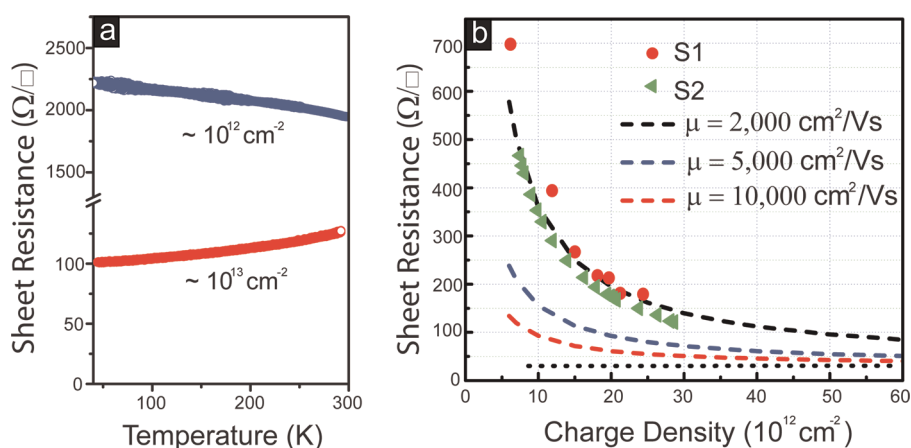 a
Sheet Resistance (Ω/□)
2500
2250
2000
1750
1500
100
50
0
~ 10¹² cm⁻²
~ 10¹³ cm⁻²
100
200
300
Temperature (K)
b
Sheet Resistance (Ω/□)
700
600
500
400
300
200
100
0
S1
S2
μ = 2,000 cm²/Vs
μ = 5,000 cm²/Vs
μ = 10,000 cm²/Vs
0
10
20
30
40
50
60
Charge Density (10¹² cm⁻²)